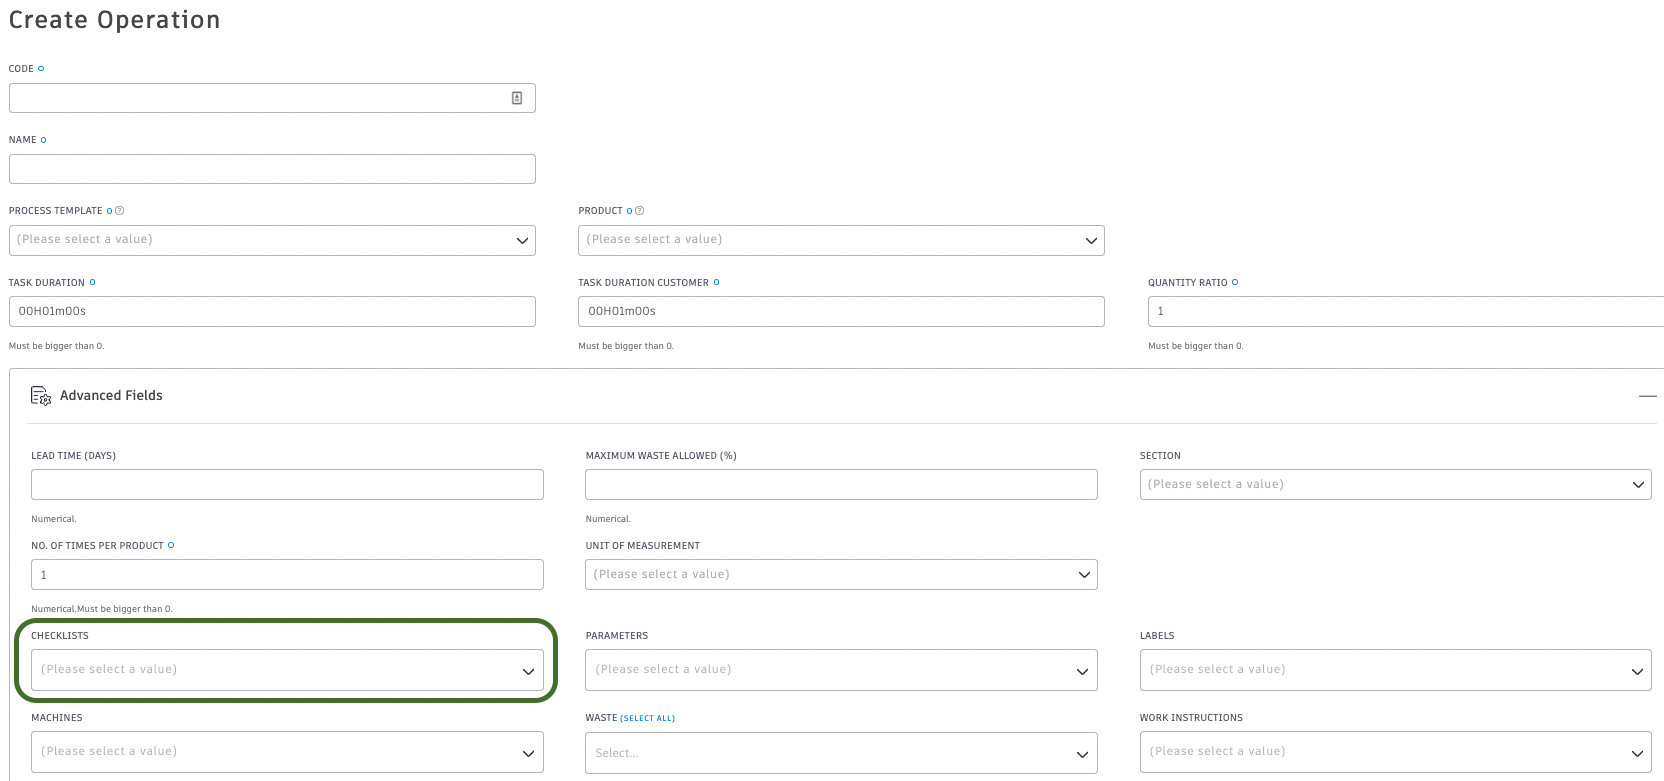 Create Operation
CODE
NAME
PROCESS TEMPLATE
PRODUCT
(Please select a value)
(Please select a value)
TASK DURATION
TASK DURATION CUSTOMER
QUANTITY RATIO
00H01m00s
00H01m00s
1
Must be bigger than 0.
Must be bigger than 0.
Must be bigger than 0.
Advanced Fields
LEAD TIME (DAYS)
MAXIMUM WASTE ALLOWED (%)
SECTION
(Please select a value)
Numerical.
Numerical.
NO. OF TIMES PER PRODUCT
UNIT OF MEASUREMENT
1
(Please select a value)
Numerical.Must be bigger than 0.
CHECKLISTS
PARAMETERS
LABELS
(Please select a value)
(Please select a value)
(Please select a value)
MACHINES
WASTE (SELECT ALL)
WORK INSTRUCTIONS
(Please select a value)
Select...
(Please select a value)